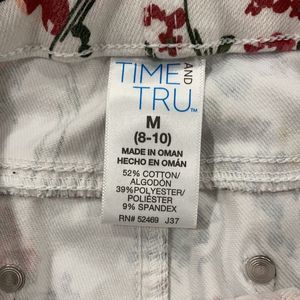 TIME AND
TRU™
M
(8-10)
MADE IN OMAN
HECHO EN OMÁN
52% COTTON/
ALGODÓN
39%POLYESTER/
POLIÉSTER
9% SPANDEX
RN# 52469 J37